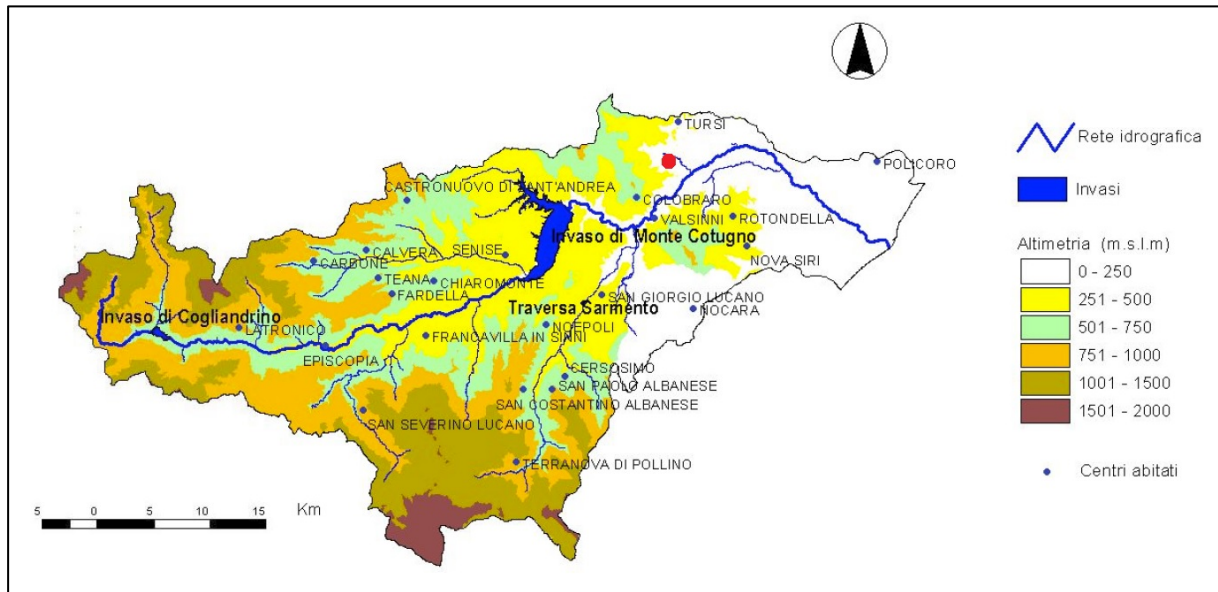 TURSI
POLICORO
CASTRONUOVO DI SANT'ANDREA
COLOBRARO
VALSINNI
ROTONDELLA
Invaso di Monte Cotugno
NOVA SIRI
CALVERA
SENISE
CARBONE
TEANA
CHIAROMONTE
FARDELLA
SAN GIORGIO LUCANO
Traversa Sarmento
NOCARA
Invaso di Cogliandrino
LATRONICO
NOEPOLI
FRANCAVILLA IN SINNI
EPISCOPIA
CERSOSIMO
SAN PAOLO ALBANESE
SAN COSTANTINO ALBANESE
SAN SEVERINO LUCANO
TERRANOVA DI POLLINO
5 0 5 10 15 Km
Rete idrografica
Invasi
Altimetria (m.s.l.m)
0 - 250
251 - 500
501 - 750
751 - 1000
1001 - 1500
1501 - 2000
Centri abitati